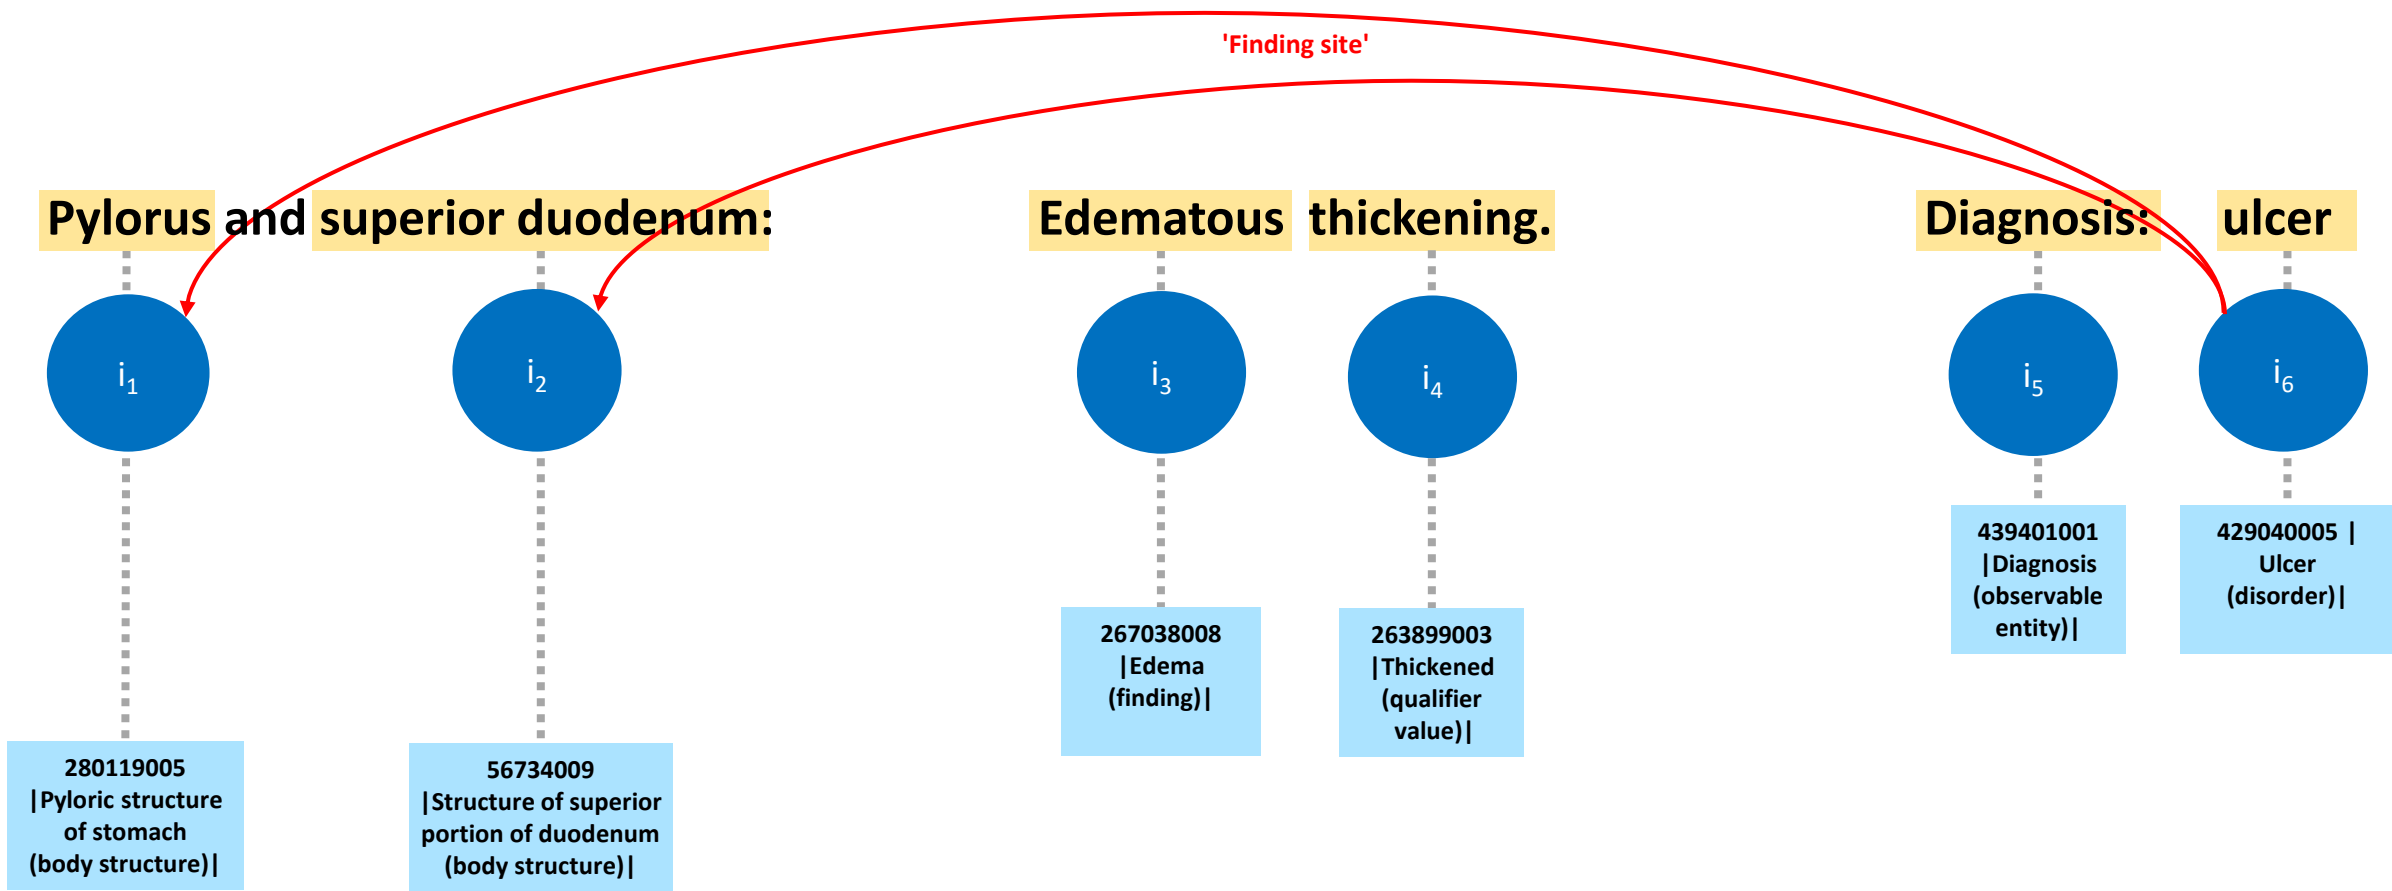 'Finding site'
Pylorus and superior duodenum: Edematous thickening. Diagnosis: ulcer
i1
i2
i3
i4
i5
i6
439401001
|Diagnosis
(observable
entity)|
429040005 |
Ulcer
(disorder)|
267038008
|Edema
(finding)|
263899003
|Thickened
(qualifier
value)|
280119005
|Pyloric structure
of stomach
(body structure)|
56734009
|Structure of superior
portion of duodenum
(body structure)|